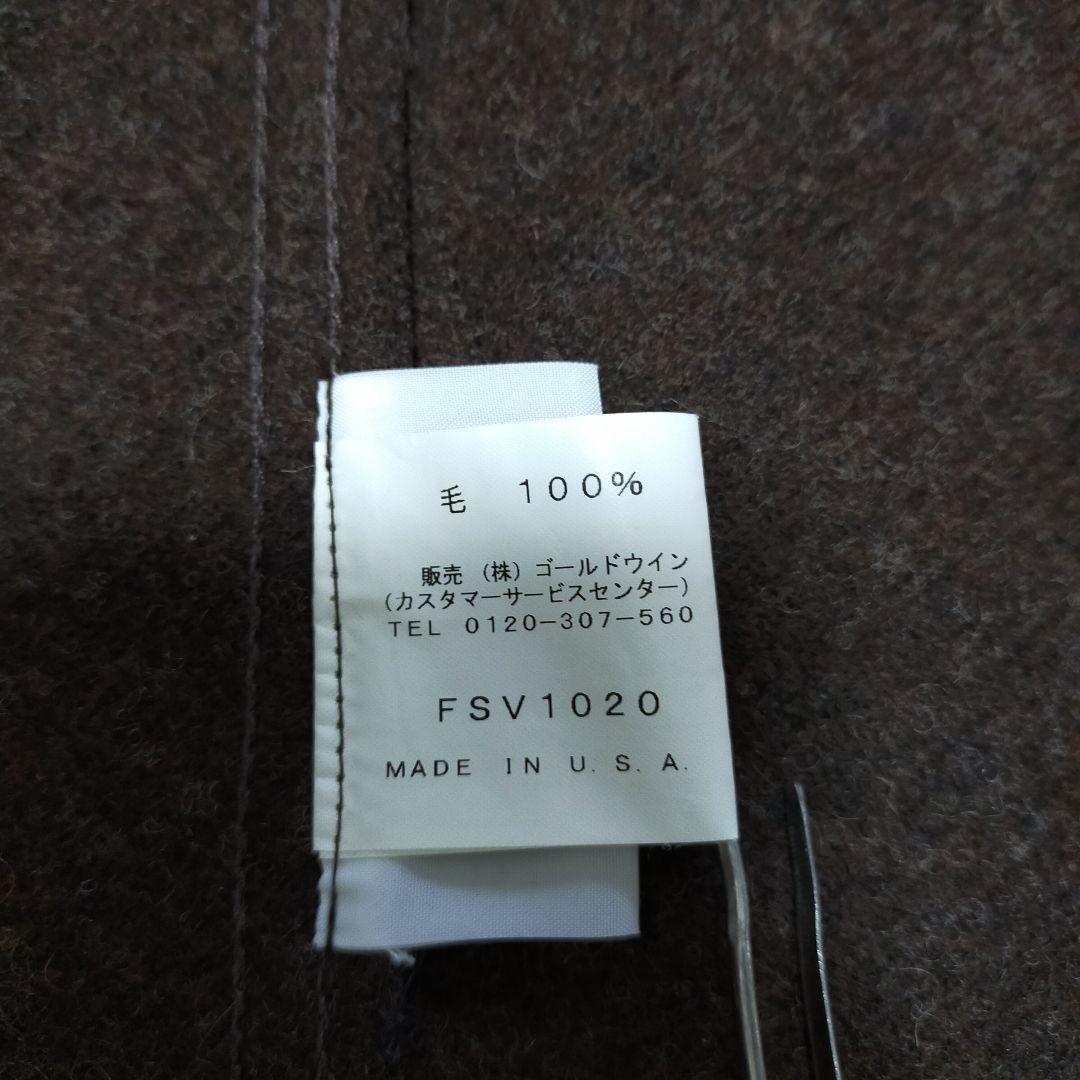 毛 100%
販売 (株) ゴールドウイン
(カスタマーサービスセンター)
TEL 0120-307-560
FSV1020
MADE IN U.S.A.